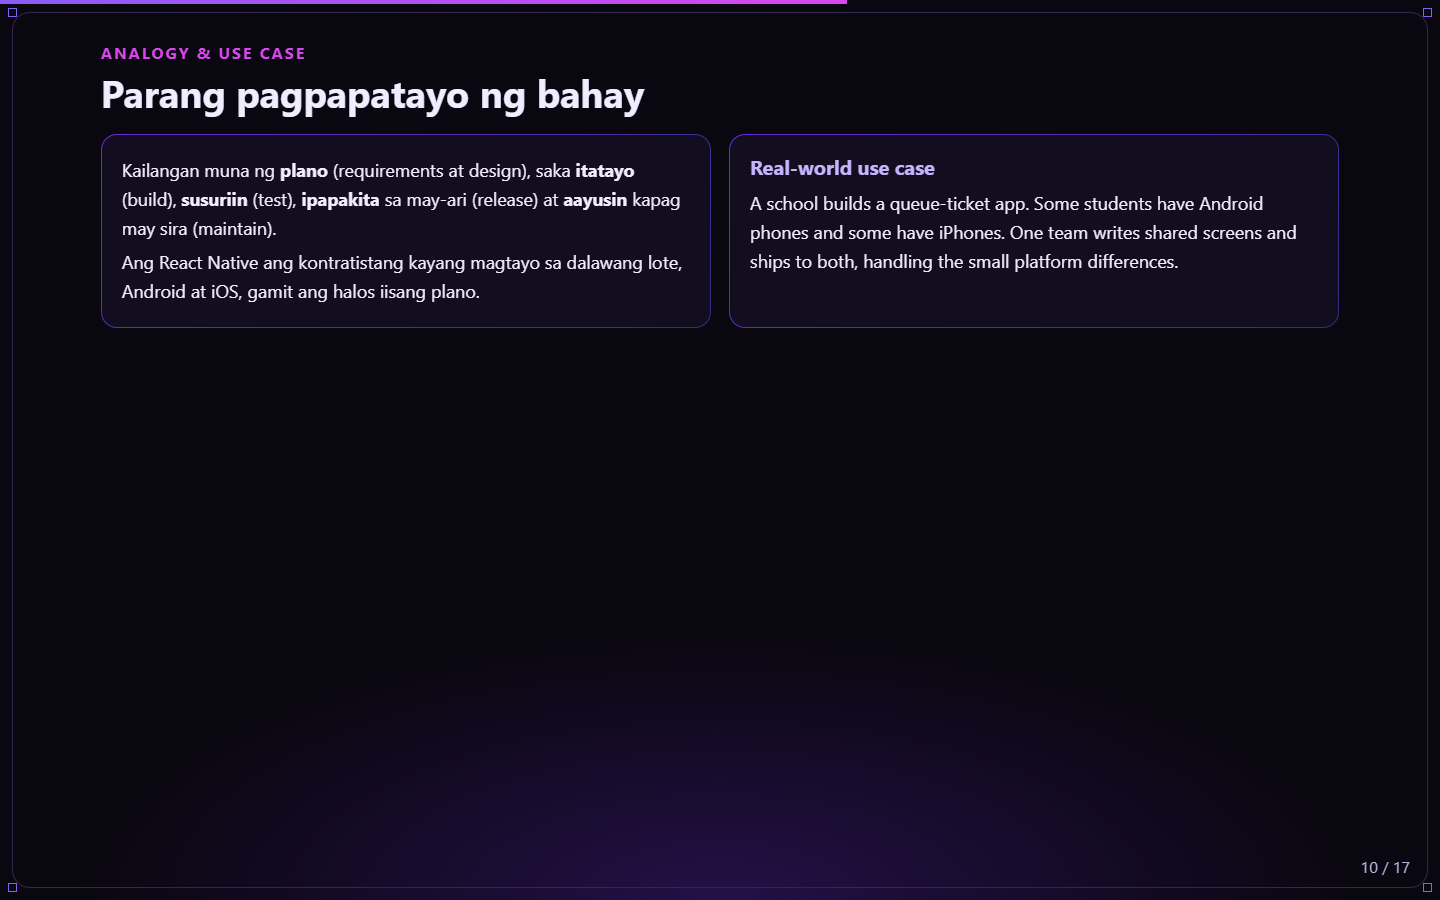 ANALOGY & USE CASE
Parang pagpapatayo ng bahay
Kailangan muna ng plano (requirements at design), saka itatayo
(build), susuriin (test), ipapakita sa may-ari (release) at aayusin kapag
may sira (maintain).
Ang React Native ang kontratistang kayang magtayo sa dalawang lote,
Android at iOS, gamit ang halos iisang plano.
Real-world use case
A school builds a queue-ticket app. Some students have Android
phones and some have iPhones. One team writes shared screens and
ships to both, handling the small platform differences.
10 / 17